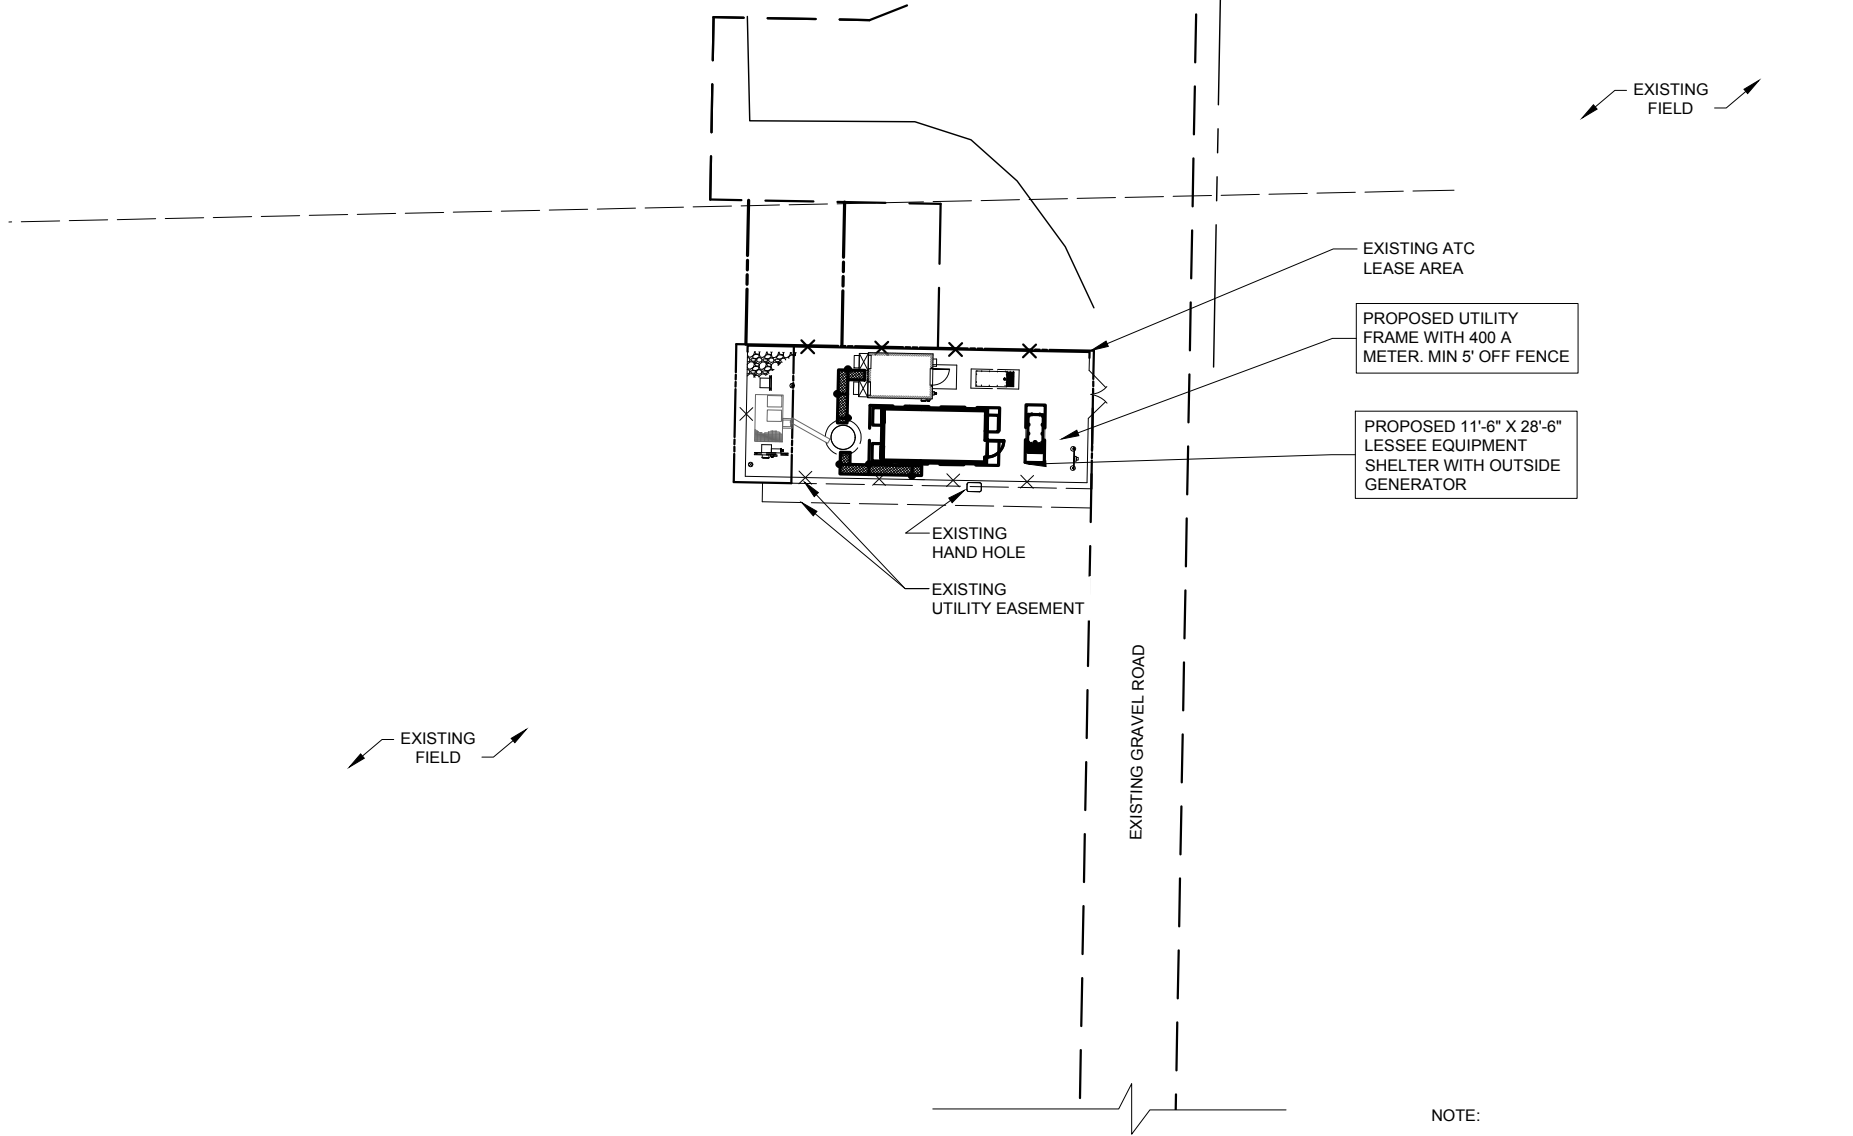 EXISTING
FIELD
EXISTING ATC
LEASE AREA
PROPOSED UTILITY
FRAME WITH 400 A
METER. MIN 5' OFF FENCE
PROPOSED 11'-6" X 28'-6"
LESSEE EQUIPMENT
SHELTER WITH OUTSIDE
GENERATOR
EXISTING
HAND HOLE
EXISTING
UTILITY EASEMENT
EXISTING GRAVEL ROAD
EXISTING
FIELD
NOTE: